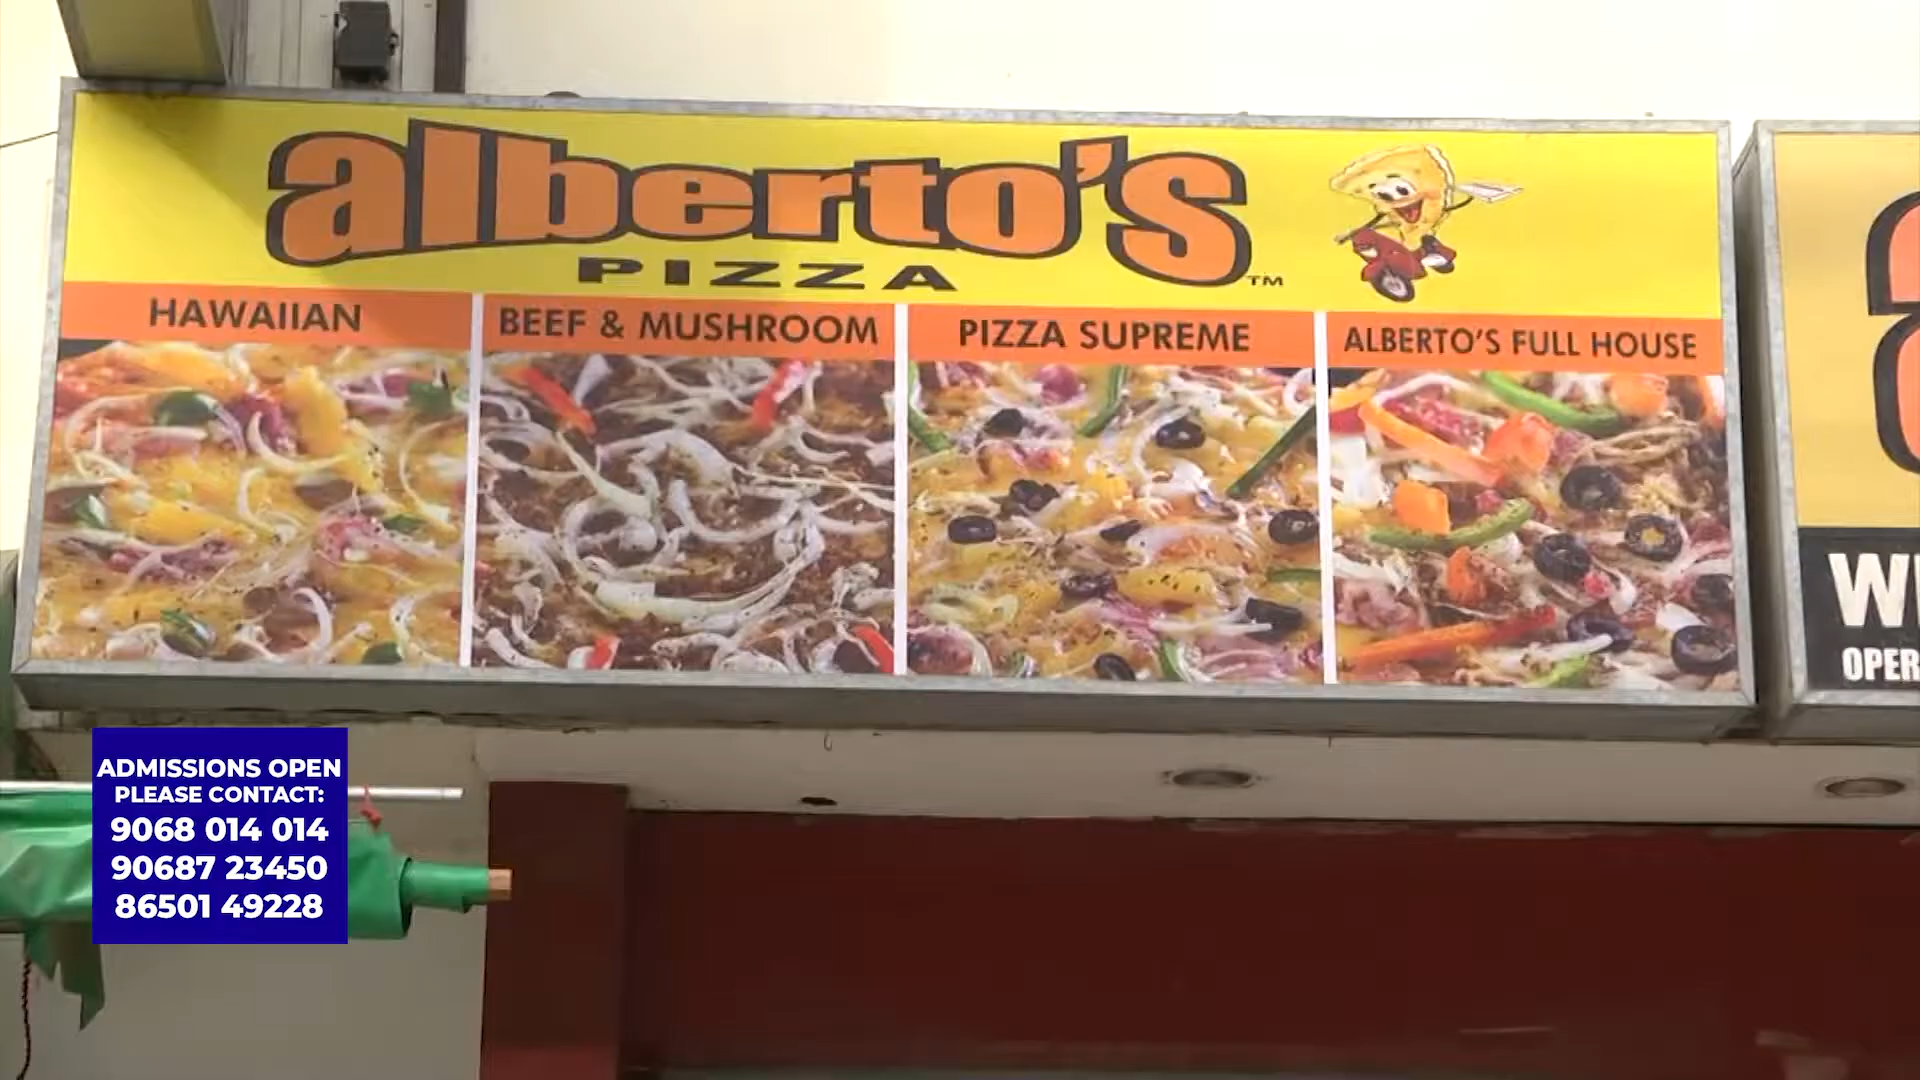 alberto's
PIZZA
TM
HAWAIIAN
BEEF & MUSHROOM
PIZZA SUPREME
ALBERTO'S FULL HOUSE
ADMISSIONS OPEN
PLEASE CONTACT:
9068 014 014
90687 23450
86501 49228